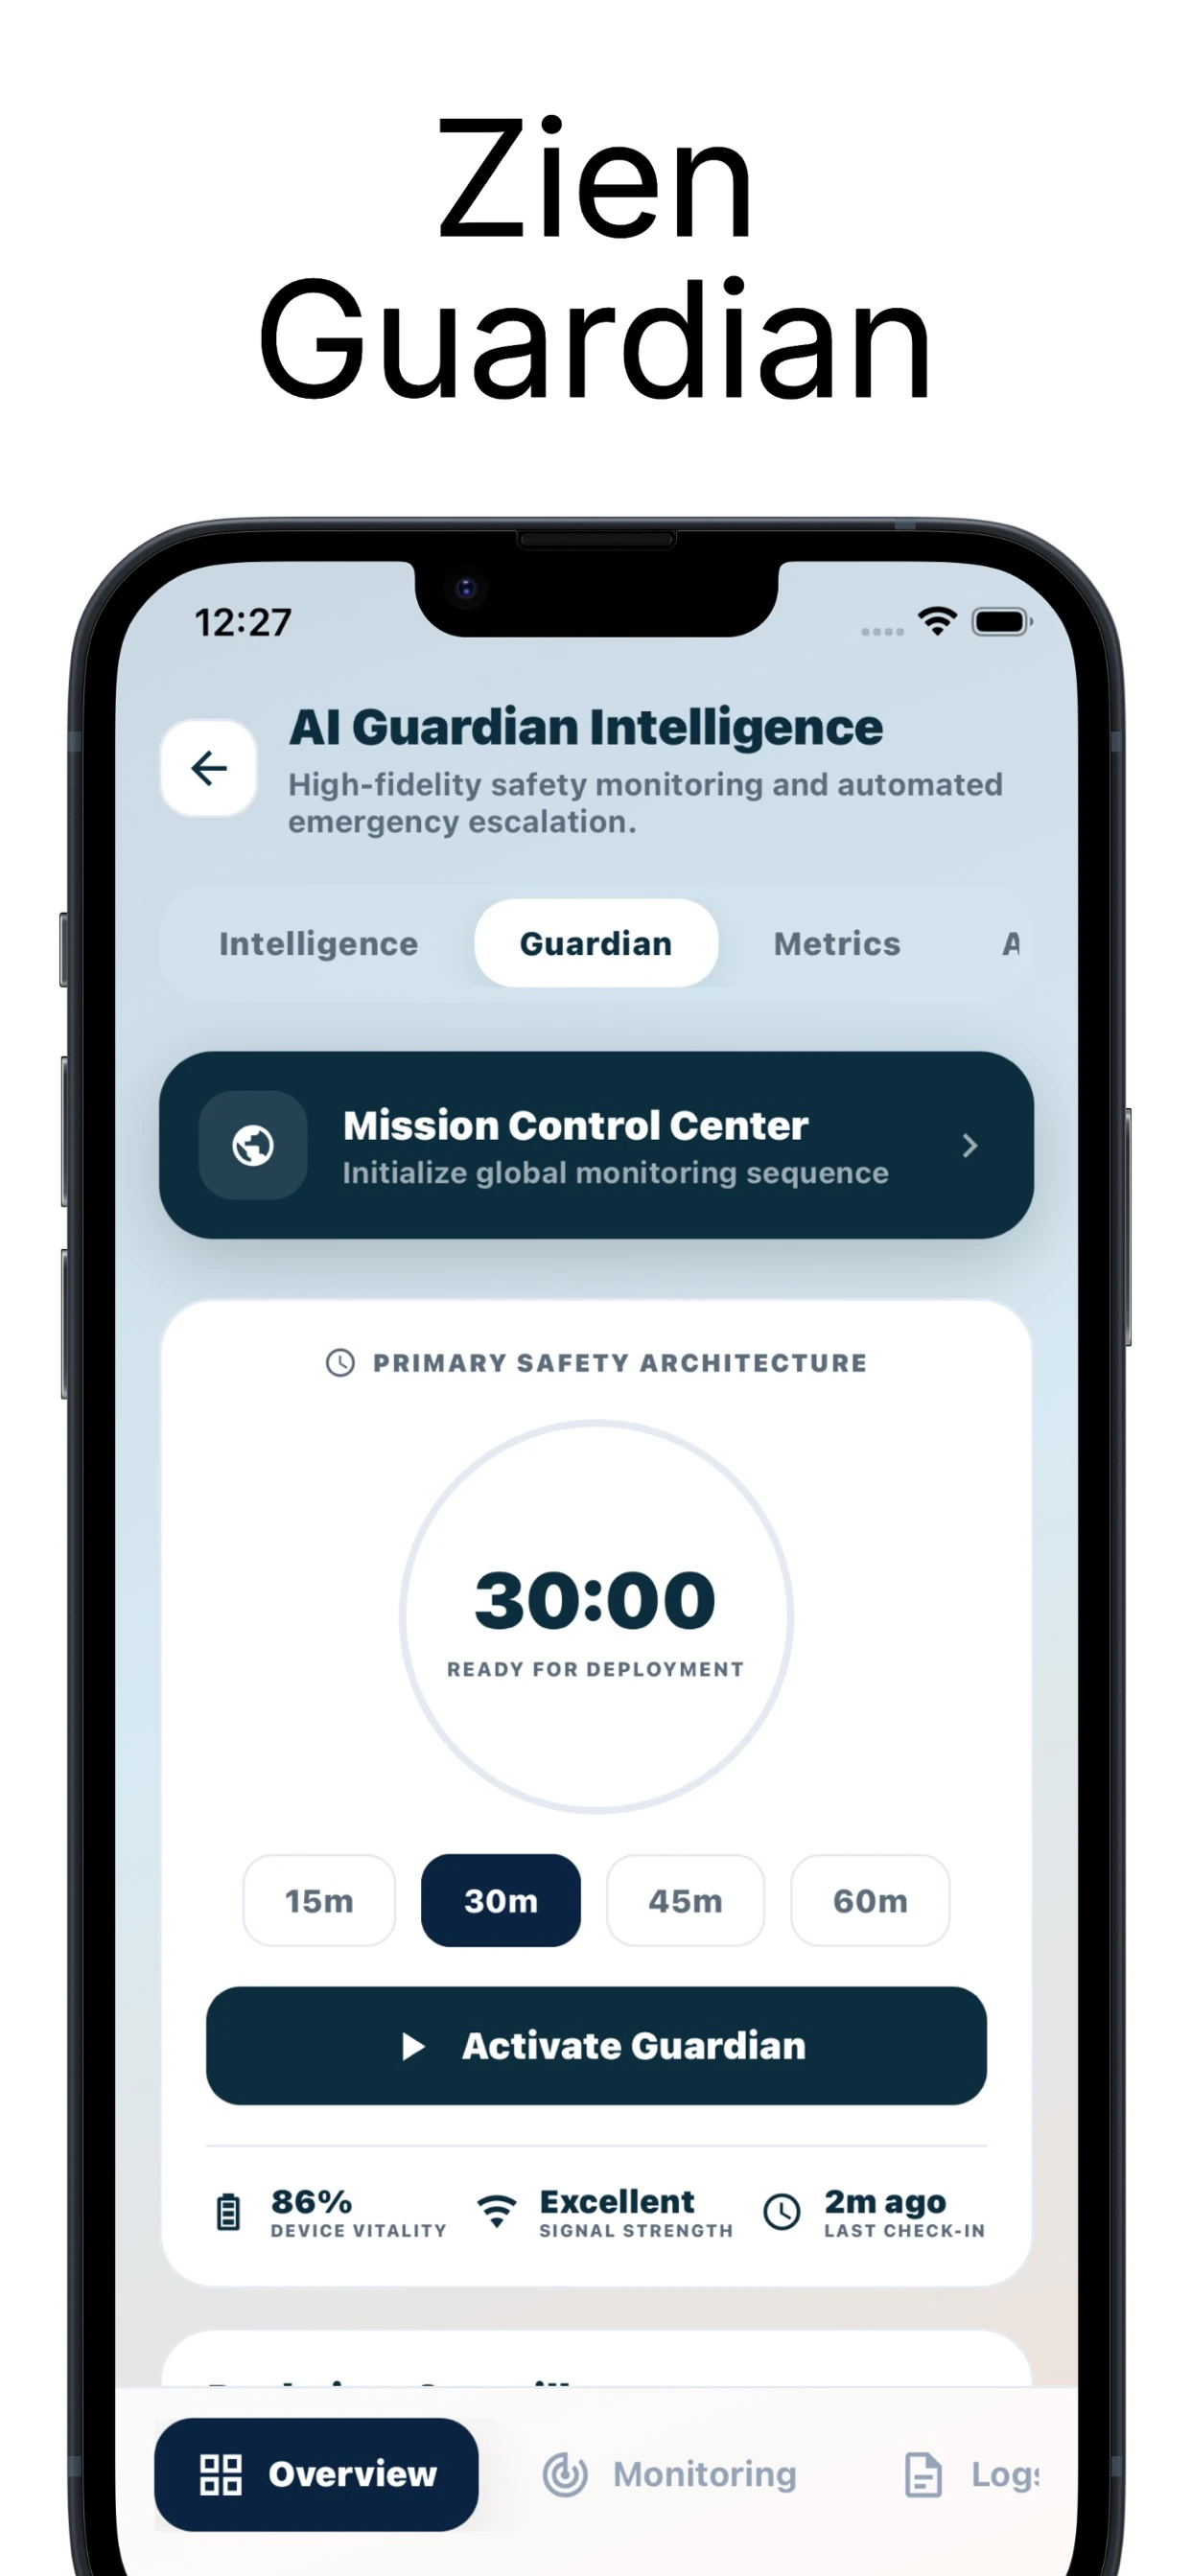 Zien
Guardian
12:27
AI Guardian Intelligence
High-fidelity safety monitoring and automated
emergency escalation.
Intelligence Guardian Metrics A
Mission Control Center
Initialize global monitoring sequence
PRIMARY SAFETY ARCHITECTURE
30:00
READY FOR DEPLOYMENT
15m 30m 45m 60m
Activate Guardian
86% Excellent 2m ago
DEVICE VITALITY SIGNAL STRENGTH LAST CHECK-IN
Overview Monitoring Logs